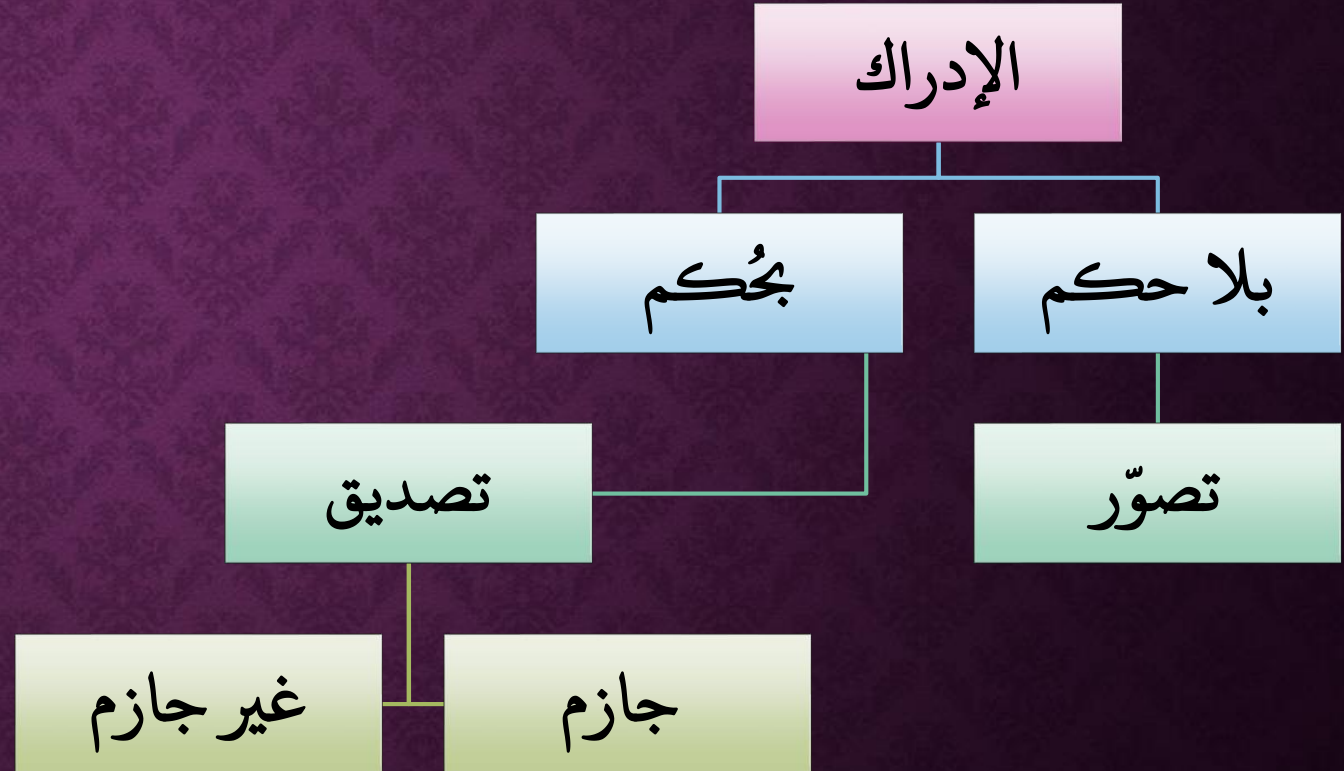 الإدراك
بلا حكم
بحُكم
تصوّر
تصديق
جازم
غير جازم